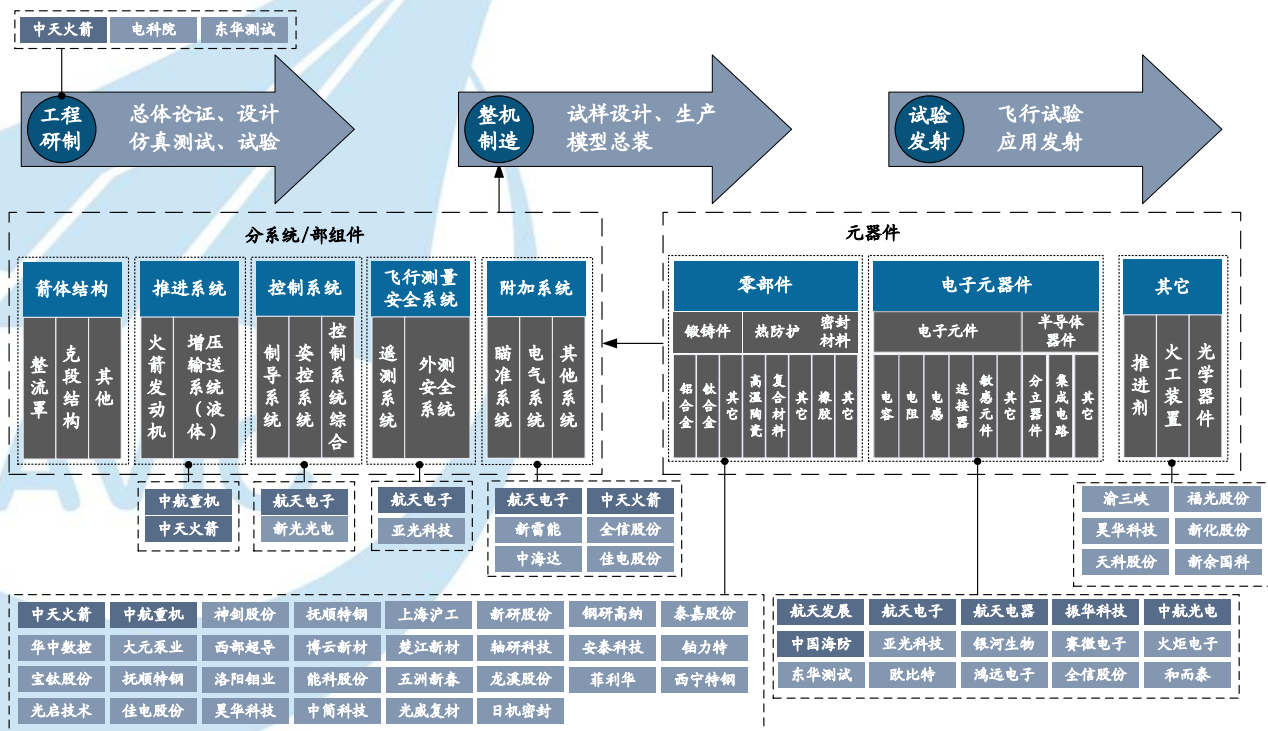 中天火箭 电科院 东华测试
工程
研制
总体论证、设计
仿真测试、试验
整机
制造
试样设计、生产
模型总装
试验
发射
飞行试验
应用发射
分系统/部组件
箭体结构
整流罩
壳段结构
其他
推进系统
火箭发动机
增压
输送
系统
（液
体）
控制系统
制导系统
姿控系统
控制系统综合
飞行测量
安全系统
遥测系统
外测
安全
系统
附加系统
瞄准系统
电气系统
其他系统
元器件
零部件
锻铸件
铝合金
钛合金
其它
热防护
高温陶瓷
复合材料
其它
密封
材料
橡胶
其它
电子元器件
电子元件
电容
电阻
电感
连接器
敏感元件
其它
半导体
器件
分立器件
集成电路
其它
其它
推进剂
火工装置
光学器件
中航重机
中天火箭
航天电子
新光光电
航天电子
亚光科技
航天电子 中天火箭
新雷能 全信股份
中海达 佳电股份
渝三峡 福光股份
昊华科技 新化股份
天科股份 新余国科
中天火箭 中航重机 神剑股份 抚顺特钢 上海沪工 新研股份 钢研高纳 泰嘉股份
华中数控 大元泵业 西部超导 博云新材 楚江新材 轴研科技 安泰科技 铂力特
宝钛股份 抚顺特钢 洛阳钼业 能科股份 五洲新春 龙溪股份 菲利华 西宁特钢
光启技术 佳电股份 昊华科技 中简科技 光威复材 日机密封
航天发展 航天电子 航天电器 振华科技 中航光电
中国海防 亚光科技 银河生物 赛微电子 火炬电子
东华测试 欧比特 鸿远电子 全信股份 和而泰